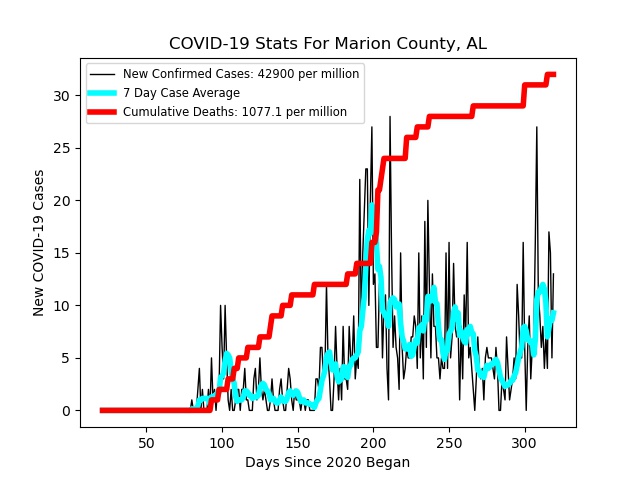 COVID-19 Stats For Marion County, AL
New Confirmed Cases: 42900 per million
7 Day Case Average
Cumulative Deaths: 1077.1 per million
30
25
20
15
10
5
0
New COVID-19 Cases
50 100 150 200 250 300
Days Since 2020 Began